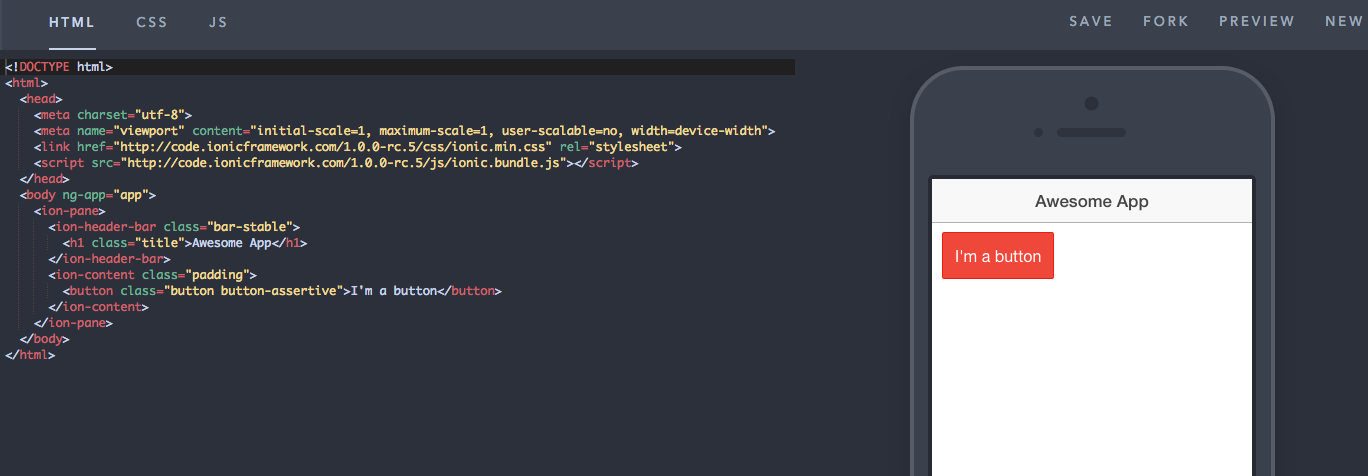 HTML CSS JS SAVE FORK PREVIEW NEW
<!DOCTYPE html>
<html>
<head>
<meta charset="utf-8">
<meta name="viewport" content="initial-scale=1, maximum-scale=1, user-scalable=no, width=device-width">
<link href="http://code.ionicframework.com/1.0.0-rc.5/css/ionic.min.css" rel="stylesheet">
<script src="http://code.ionicframework.com/1.0.0-rc.5/js/ionic.bundle.js"></script>
</head>
<body ng-app="app">
<ion-pane>
<ion-header-bar class="bar-stable">
<h1 class="title">Awesome App</h1>
</ion-header-bar>
<ion-content class="padding">
<button class="button button-assertive">I'm a button</button>
</ion-content>
</ion-pane>
</body>
</html>
Awesome App
I'm a button